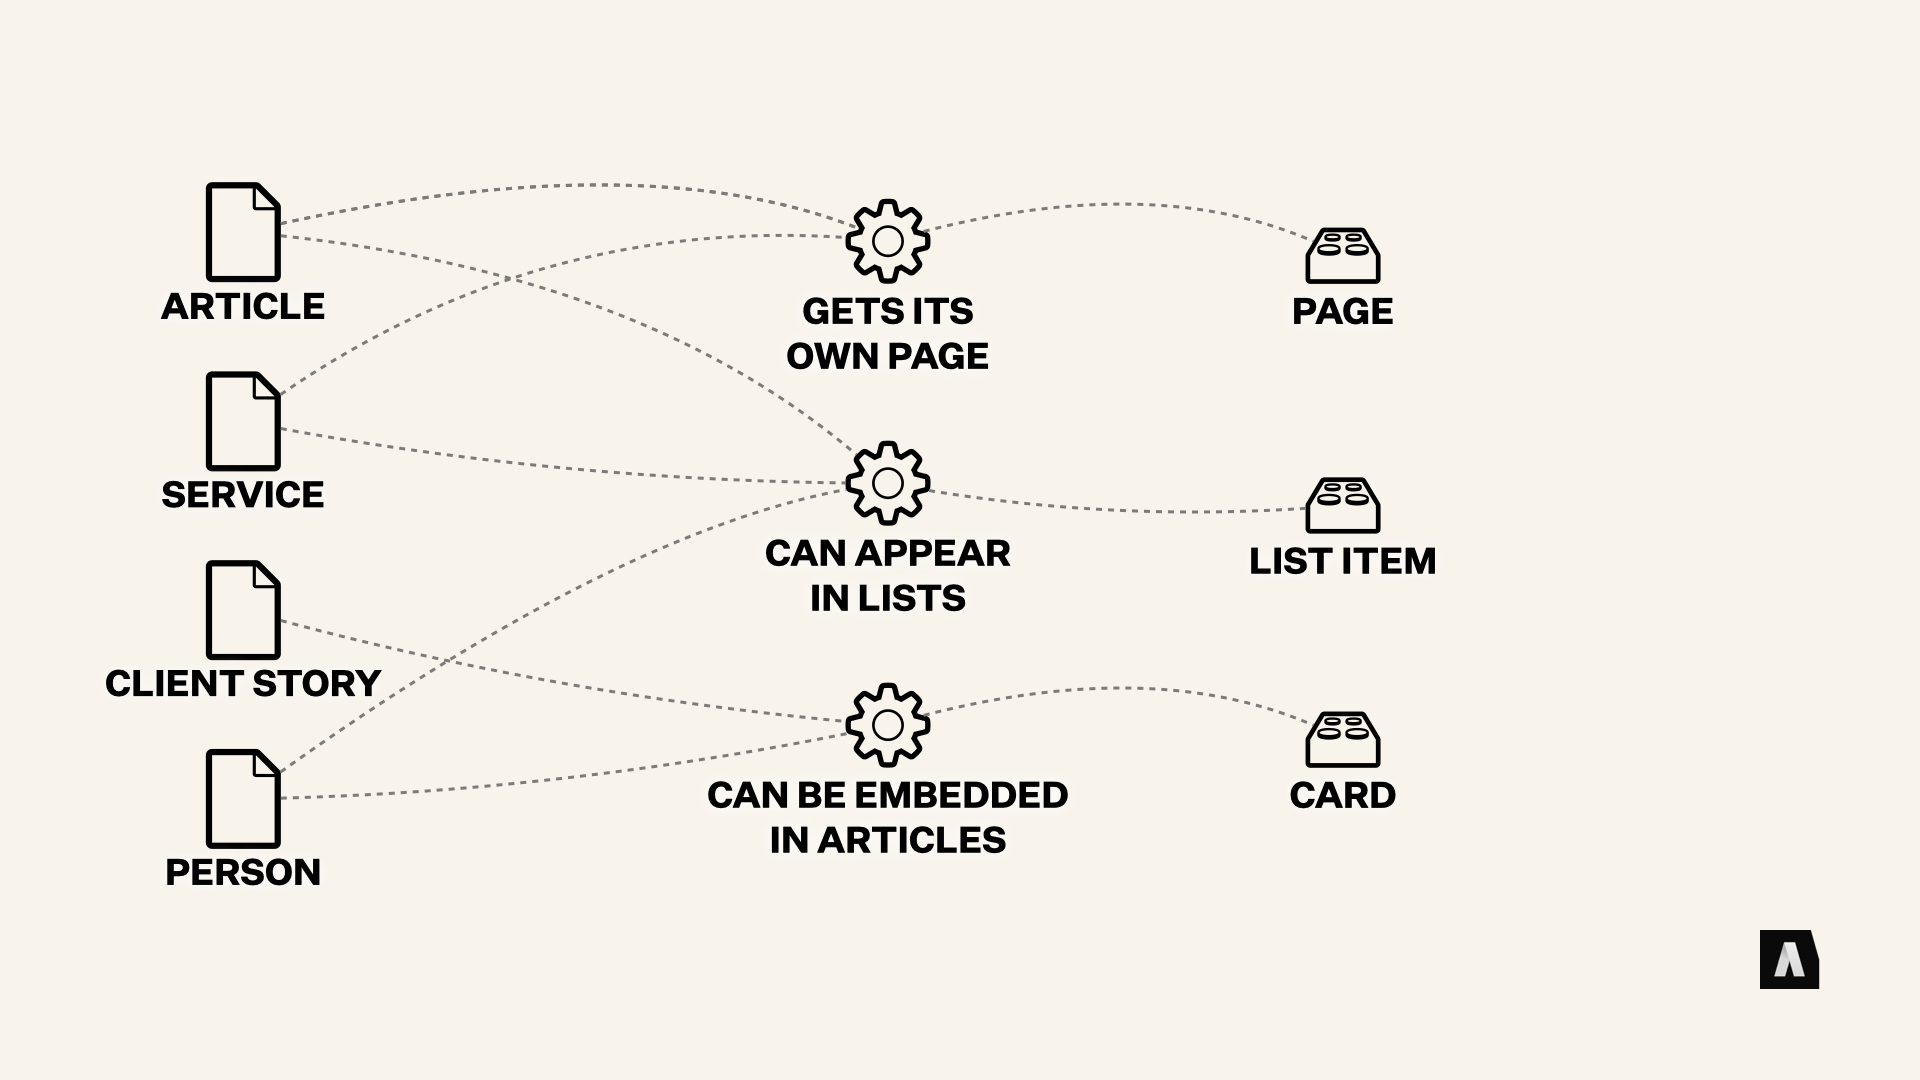 ARTICLE
SERVICE
CLIENT STORY
PERSON
GETS ITS
OWN PAGE
CAN APPEAR
IN LISTS
CAN BE EMBEDDED
IN ARTICLES
PAGE
LIST ITEM
CARD